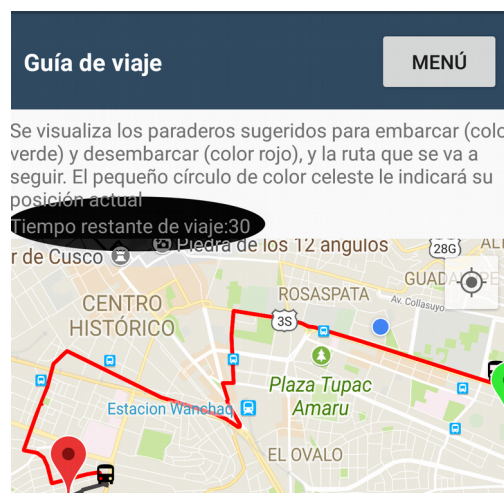 Guía de viaje
MENÚ
Se visualiza los paraderos sugeridos para embarcar (colo
verde) y desembarcar (color rojo), y la ruta que se va a
seguir. El pequeño círculo de color celeste le indicará su
posición actual
Tiempo restante de viaje:30
Piedra de los 12 angulos
28G
AL
r de Cusco
GUADALUPE
Av. Collasuyo
CENTRO
HISTÓRICO
ROSASPATA
3S
Plaza Tupac
Amaru
Estacion Wanchaq
EL OVALO